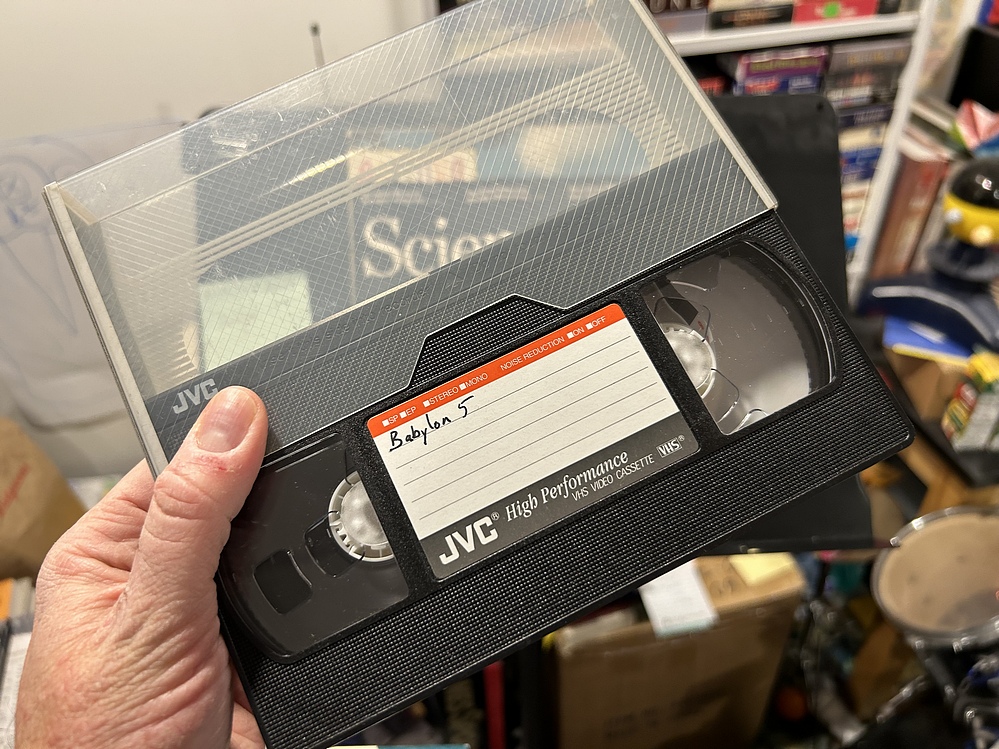 Scien
JVC
■SP ■EP ■STEREO ■MONO NOISE REDUCTION ■ON ■OFF
Babylon 5
JVC® High Performance
VHS VIDEO CASSETTE VHS®